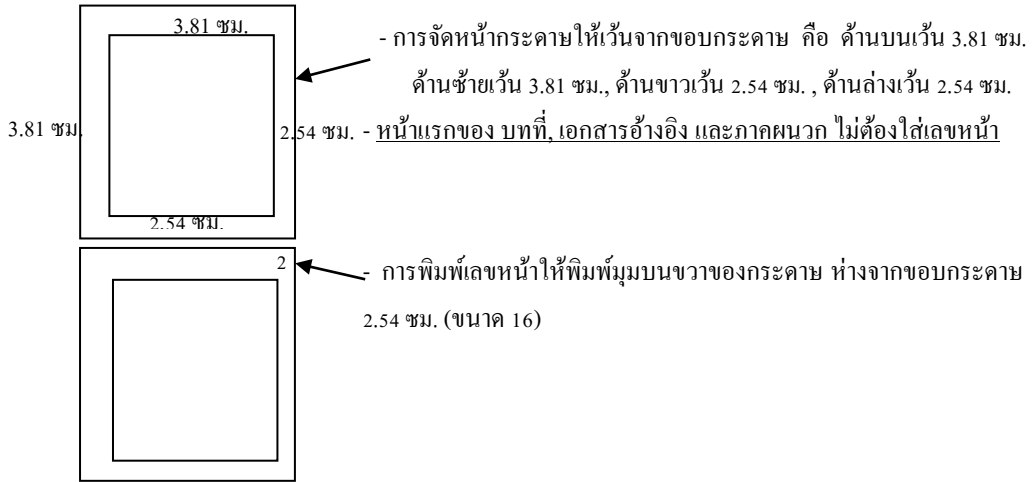 3.81 ซม.
- การจัดหน้ากระดาษให้เว้นจากขอบกระดาษ คือ ด้านบนเว้น 3.81 ซม.
ด้านซ้ายเว้น 3.81 ซม., ด้านขาวเว้น 2.54 ซม. , ด้านล่างเว้น 2.54 ซม.
3.81 ซม.
2.54 ซม.
- หน้าแรกของ บทที่, เอกสารอ้างอิง และภาคผนวก ไม่ต้องใส่เลขหน้า
2.54 ซม.
2
- การพิมพ์เลขหน้าให้พิมพ์มุมบนขวาของกระดาษ ห่างจากขอบกระดาษ
2.54 ซม. (ขนาด 16)